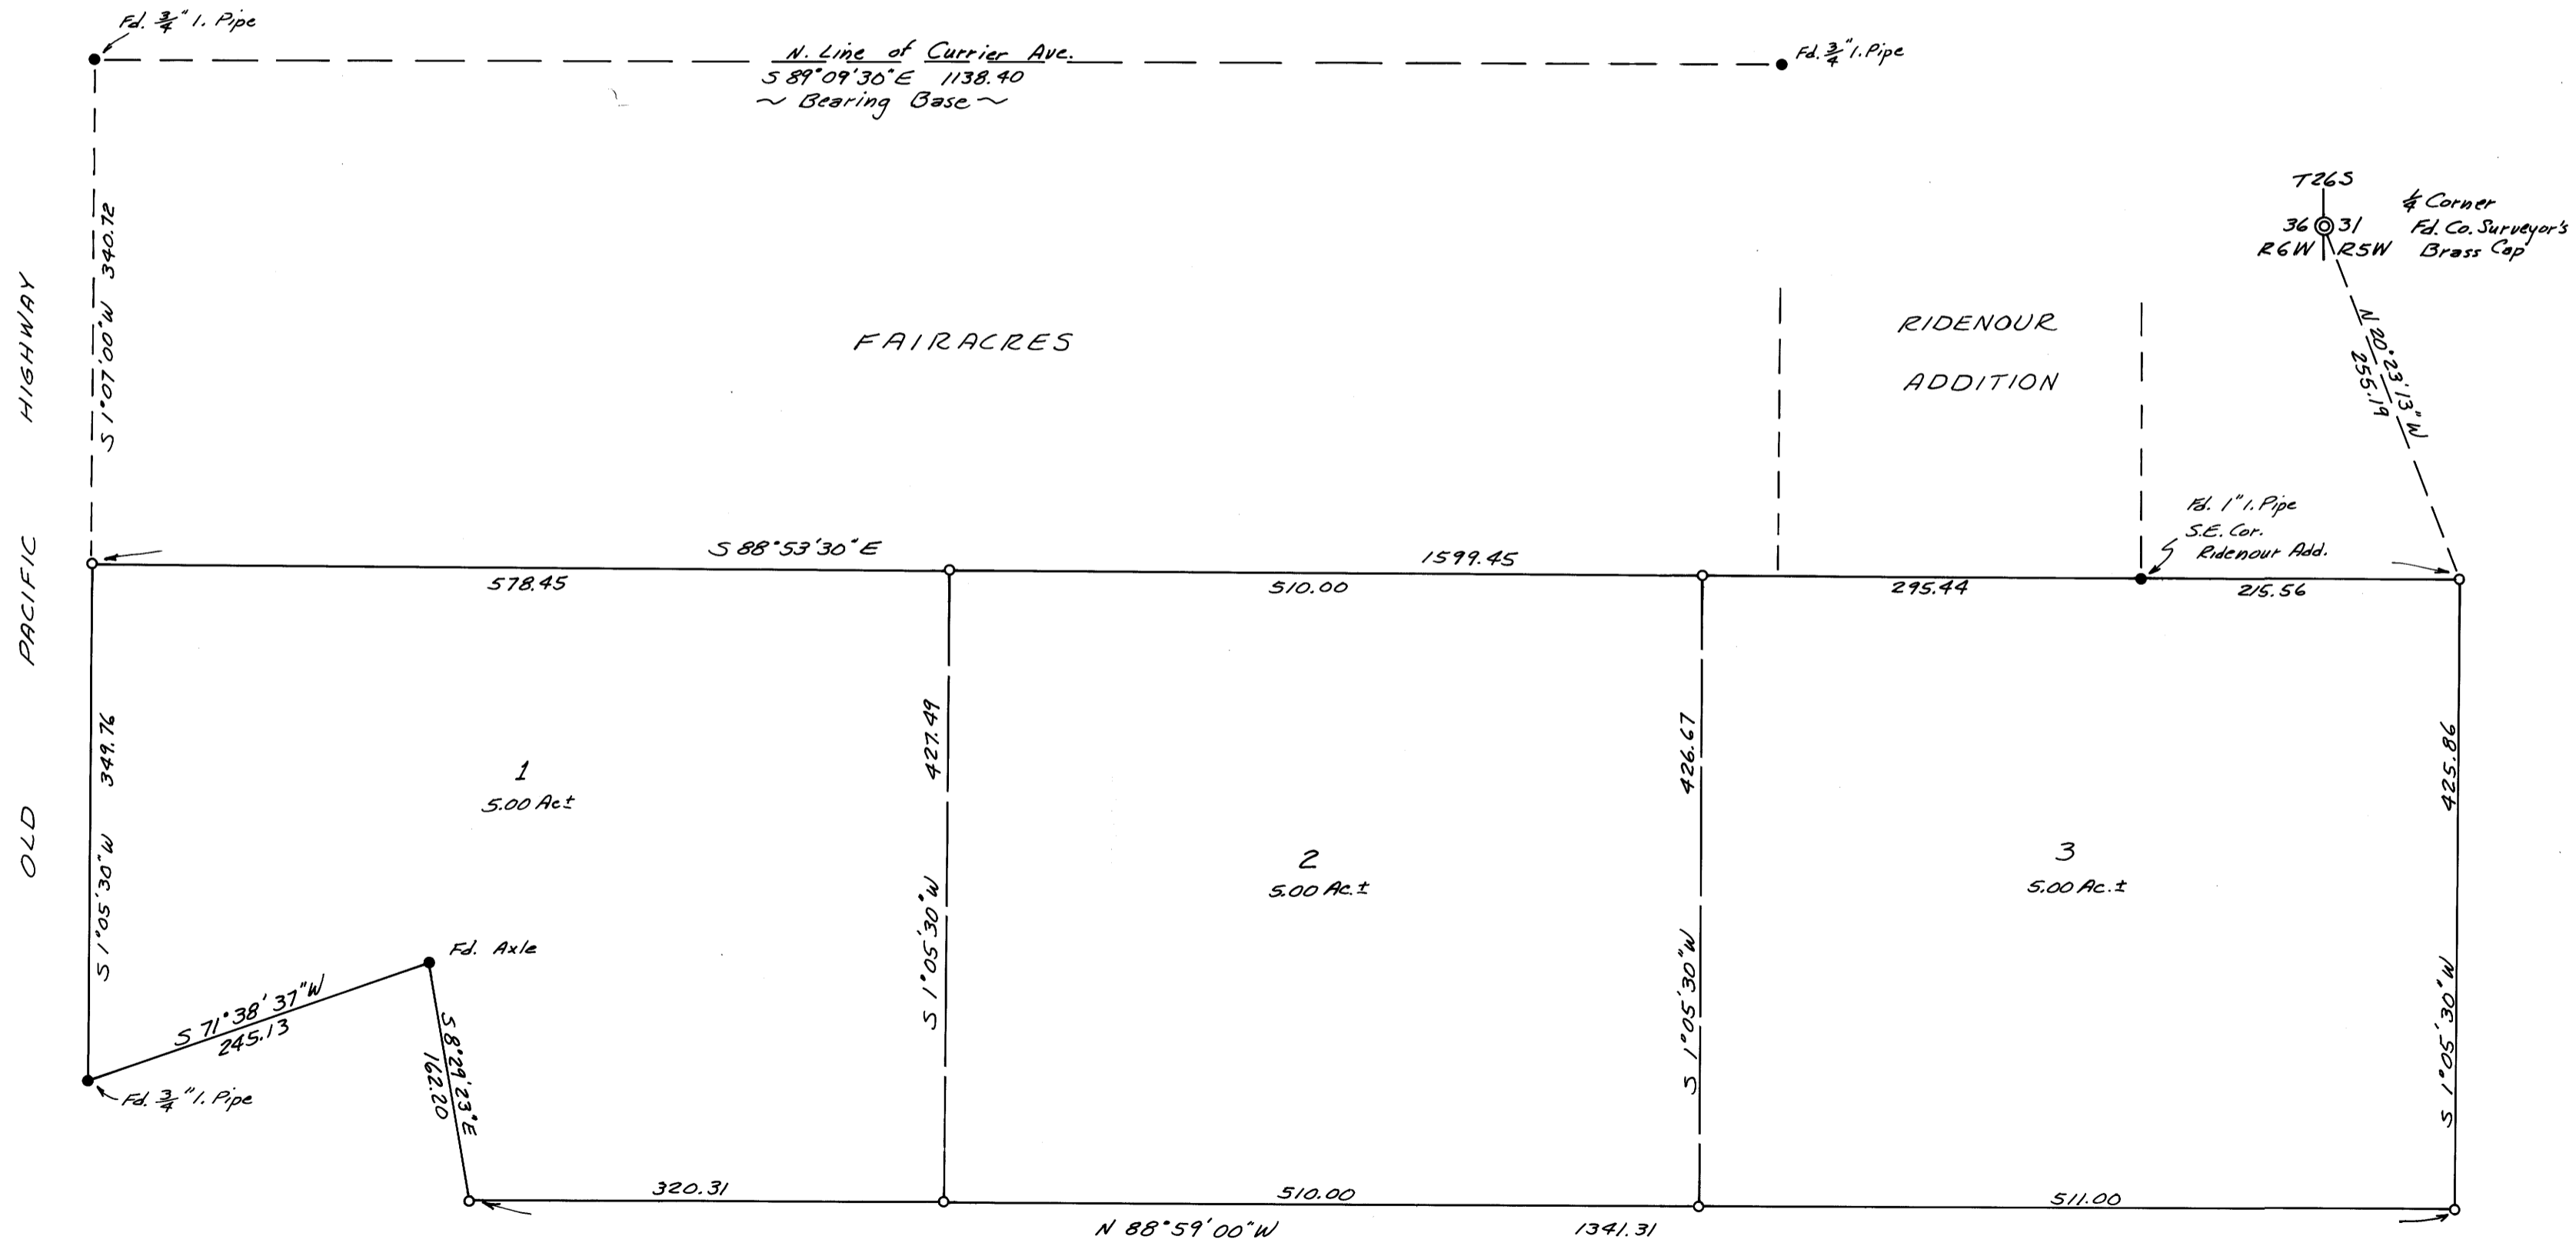 Fd. 3/4" I. Pipe
N. Line of Currier Ave.
S 89°09'30"E 1138.40
~ Bearing Base ~
Fd. 3/4" I. Pipe
T26S
36 31
R6W R5W
1/4 Corner
Fd. Co. Surveyor's
Brass Cap
S 1°07'00"W 340.72
FAIRACRES
RIDENOUR
ADDITION
N 20°23'13"W
255.19
OLD PACIFIC HIGHWAY
Fd. 1" I. Pipe
S.E. Cor.
Ridenour Add.
S 88°53'30"E 1599.45
578.45
510.00
295.44
215.56
S 1°05'30"W 349.76
1
5.00 Ac±
S 1°05'30"W 427.49
2
5.00 Ac.±
S 1°05'30"W 426.67
3
5.00 Ac.±
S 1°05'30"W 425.86
Fd. Axle
S 71°38'37"W
245.13
S 8°29'23"E
162.20
Fd. 3/4" I. Pipe
320.31
510.00
511.00
N 88°59'00"W 1341.31